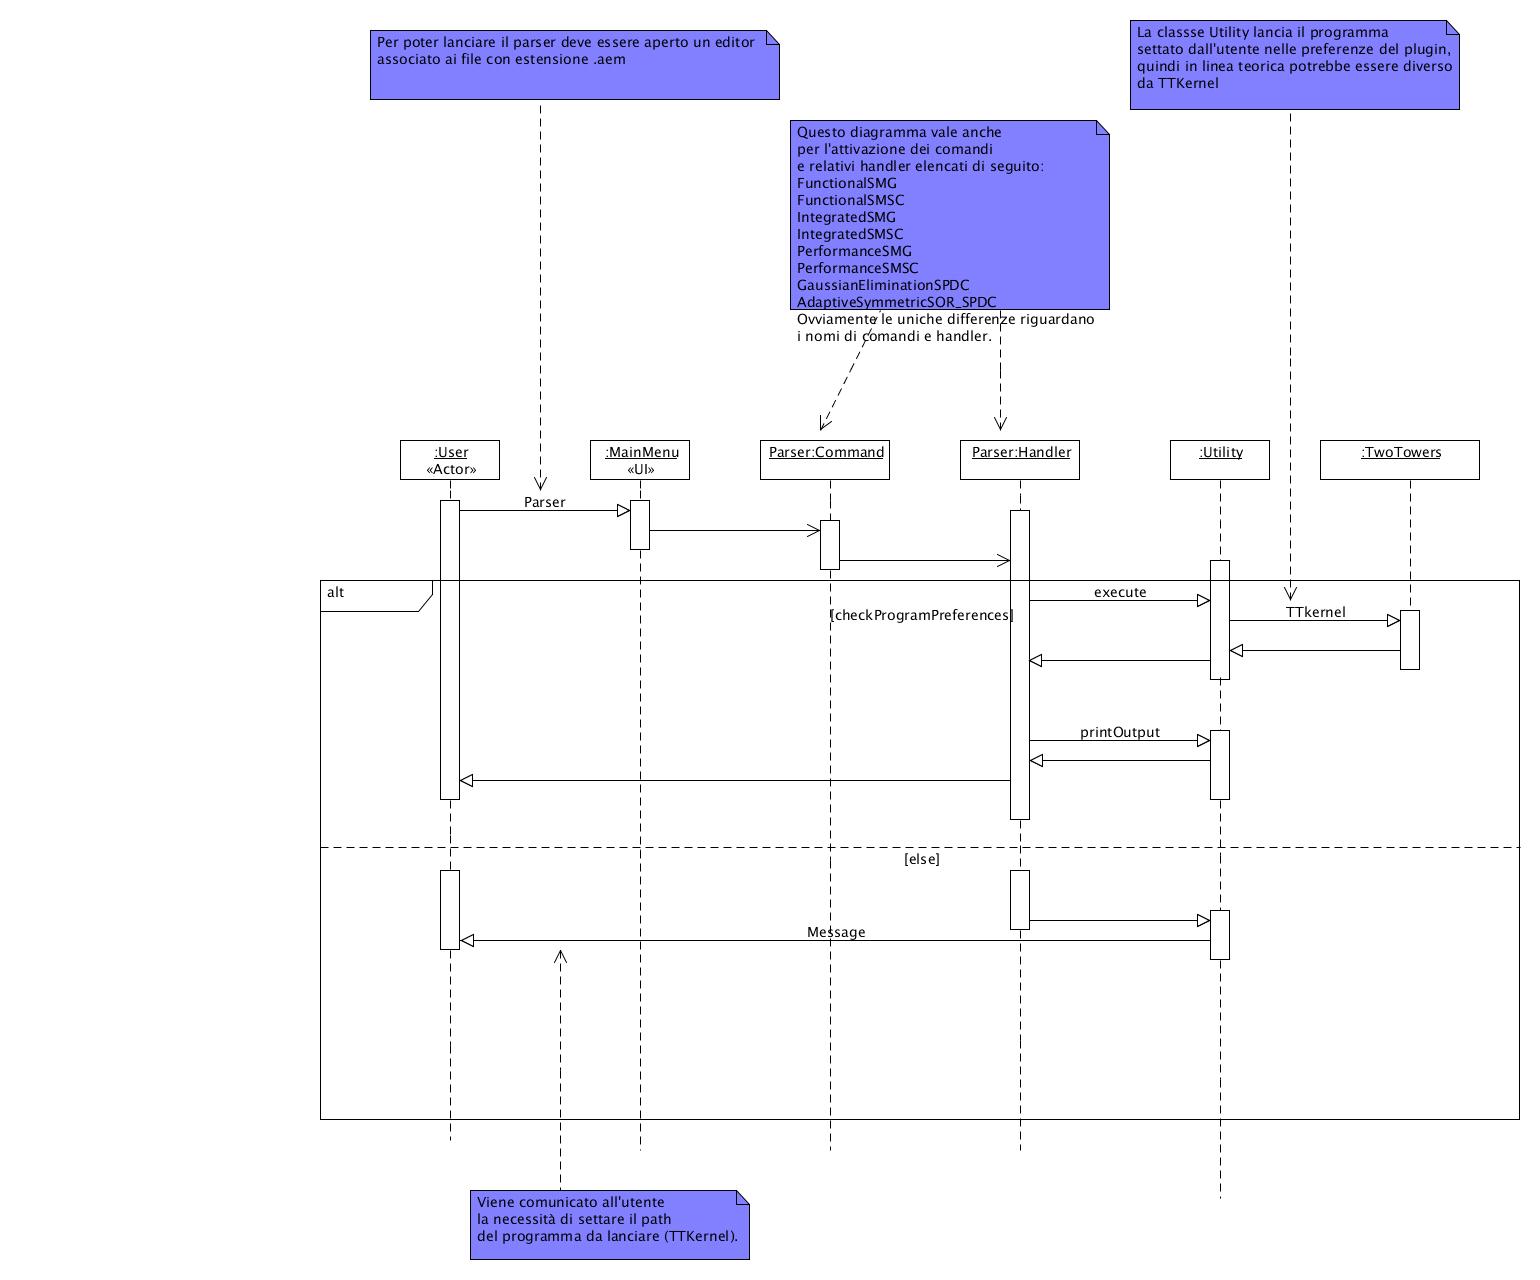 Per poter lanciare il parser deve essere aperto un editor
associato ai file con estensione .aem
La classse Utility lancia il programma
settato dall'utente nelle preferenze del plugin,
quindi in linea teorica potrebbe essere diverso
da TTKernel
Questo diagramma vale anche
per l'attivazione dei comandi
e relativi handler elencati di seguito:
FunctionalSMG
FunctionalSMSC
IntegratedSMG
IntegratedSMSC
PerformanceSMG
PerformanceSMSC
GaussianEliminationSPDC
AdaptiveSymmetricSOR_SPDC
Ovviamente le uniche differenze riguardano
i nomi di comandi e handler.
:User
«Actor»
:MainMenu
«UI»
Parser:Command
Parser:Handler
:Utility
:TwoTowers
Parser
alt
execute
[checkProgramPreferences]
TTkernel
printOutput
[else]
Message
Viene comunicato all'utente
la necessità di settare il path
del programma da lanciare (TTKernel).